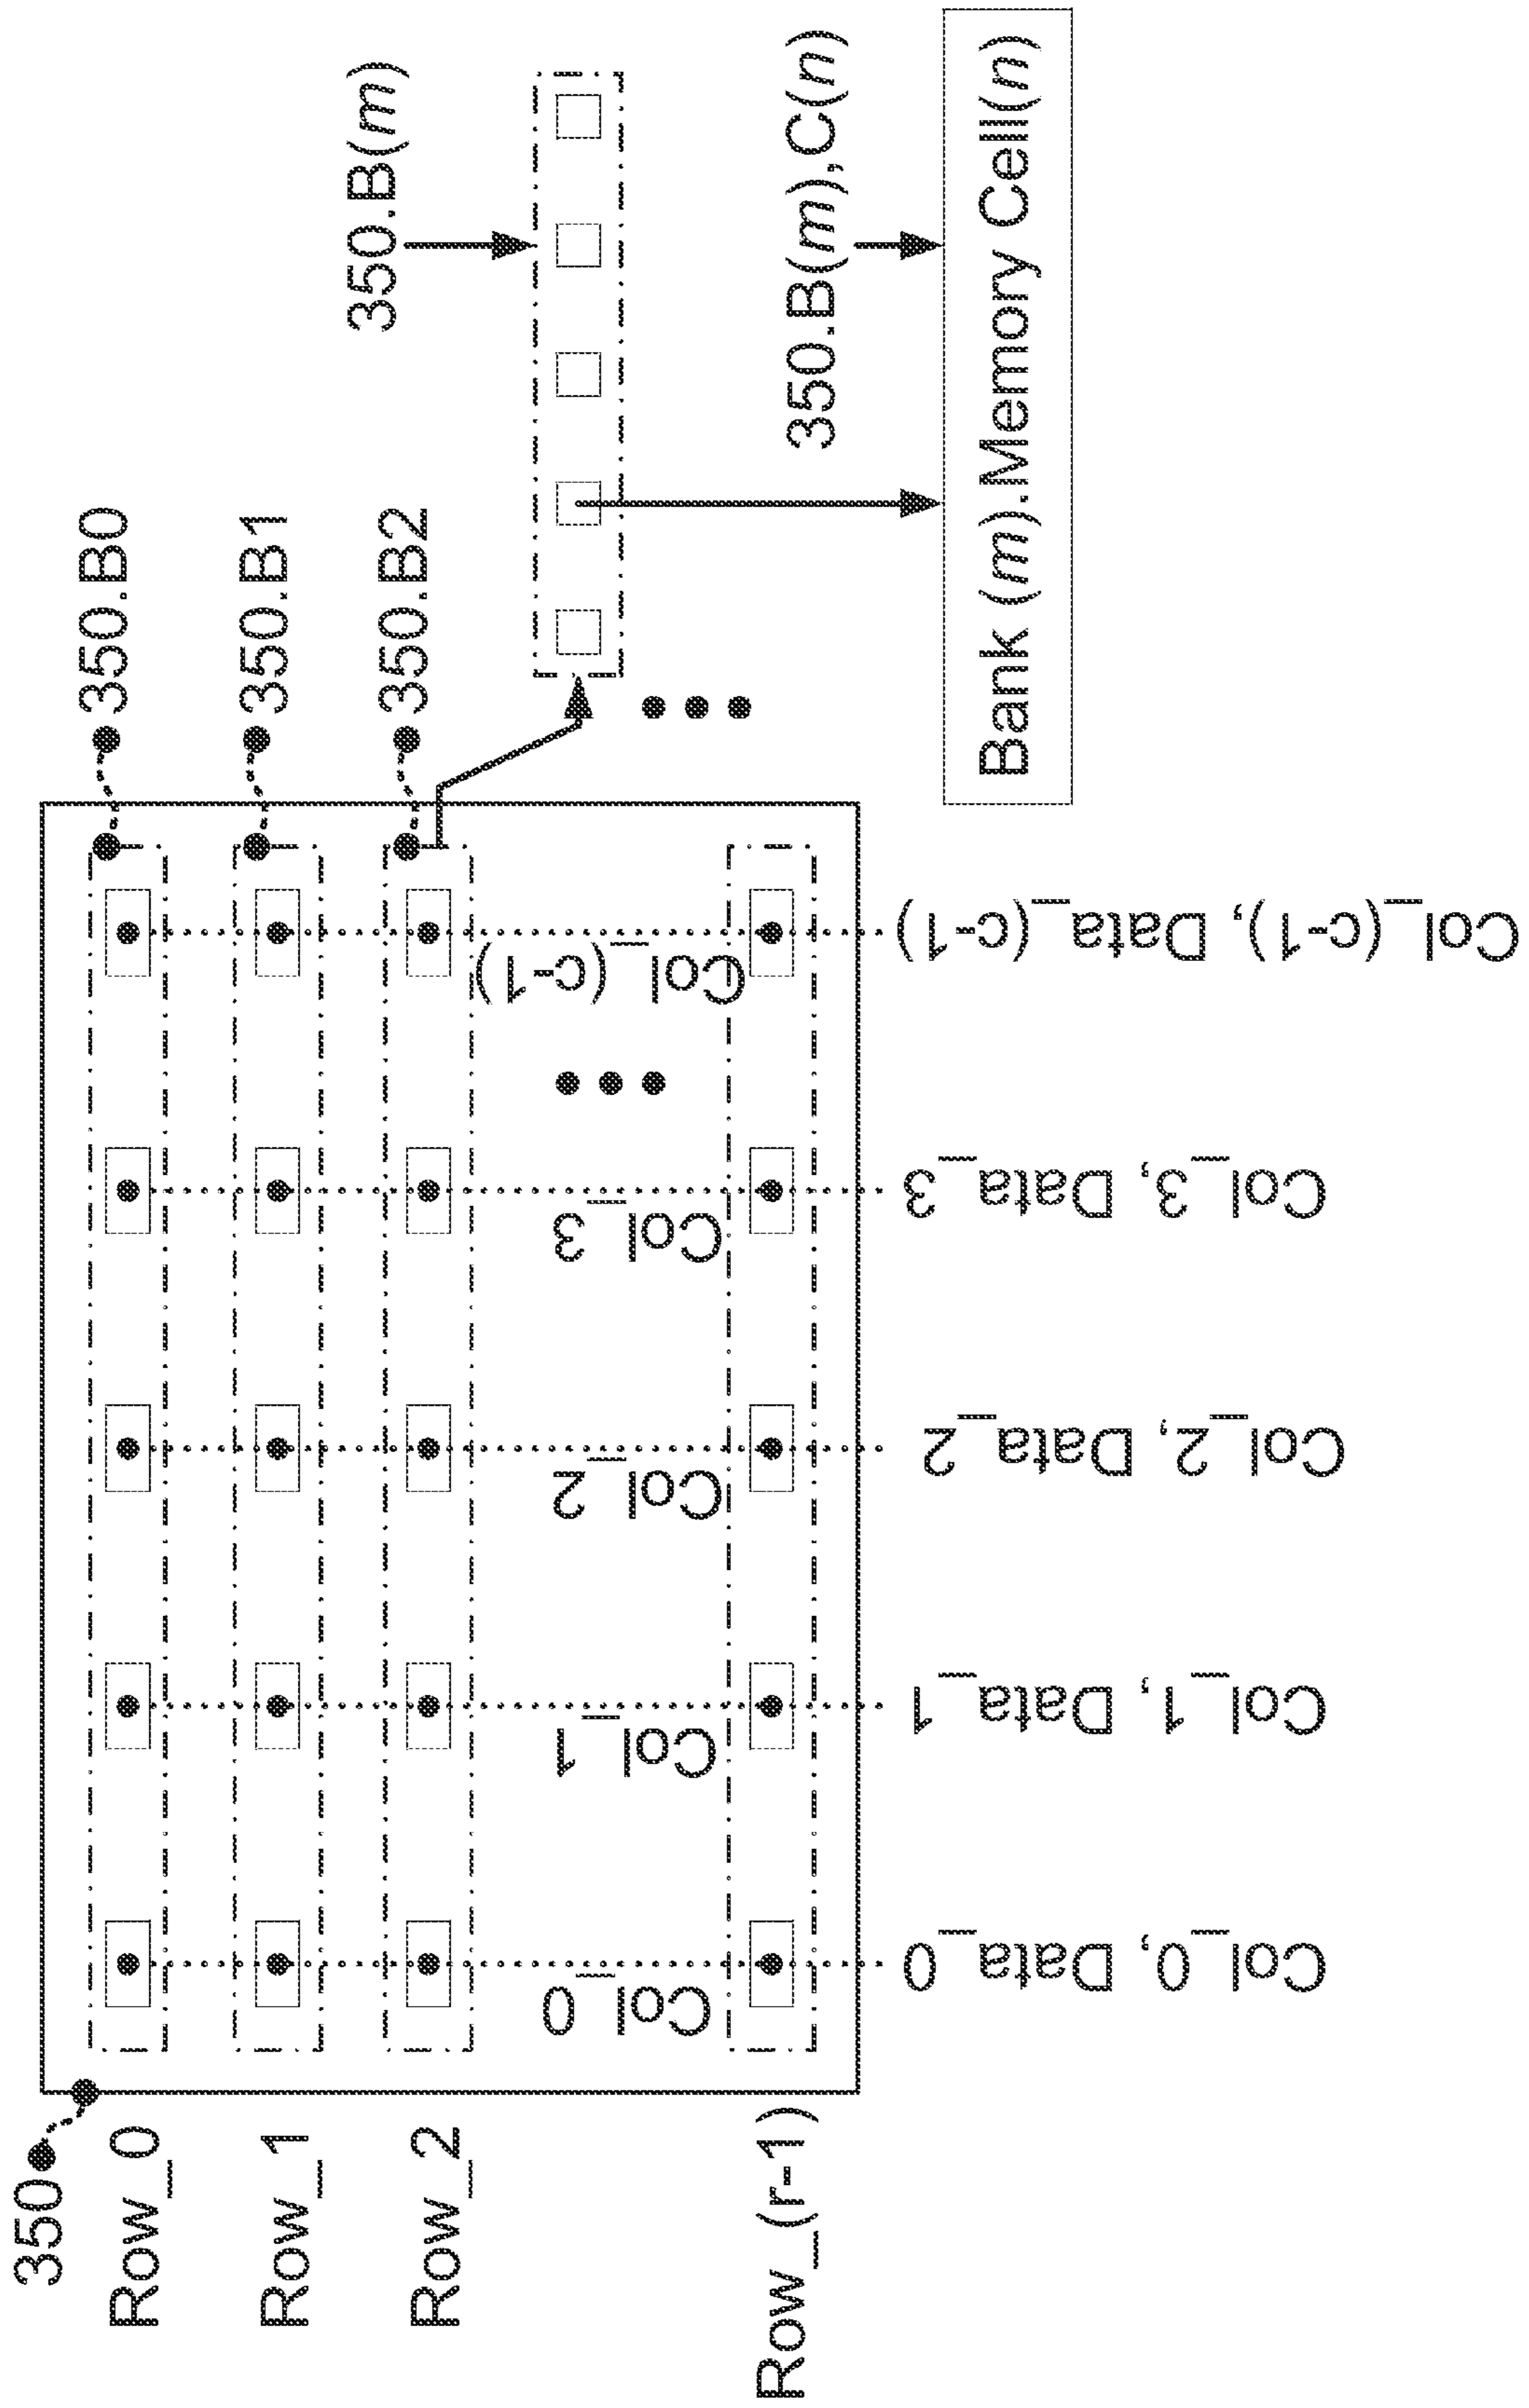 350
Row_0
350.B0
Row_1
350.B1
Row_2
350.B2
350.B(m)
Col_0
Col_1
Col_2
Col_3
Col_(c-1)
Row_(r-1)
350.B(m),C(n)
Bank (m).Memory Cell(n)
Col_0, Data_0
Col_1, Data_1
Col_2, Data_2
Col_3, Data_3
Col_(c-1), Data_(c-1)